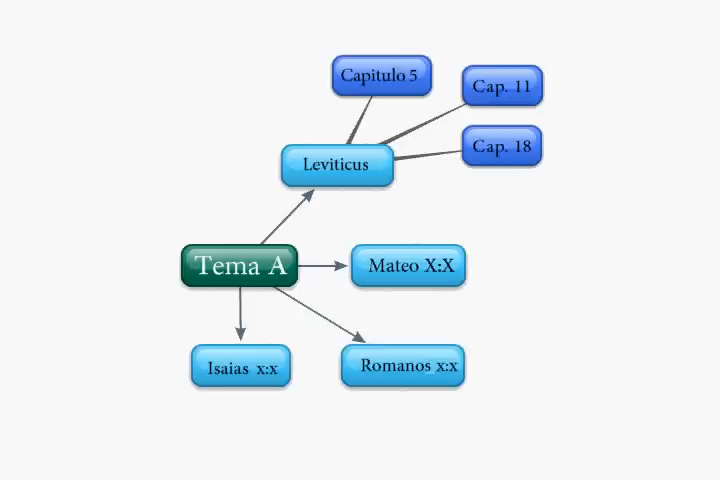 Capitulo 5
Cap. 11
Cap. 18
Leviticus
Tema A
Mateo X:X
Isaias x:x
Romanos x:x